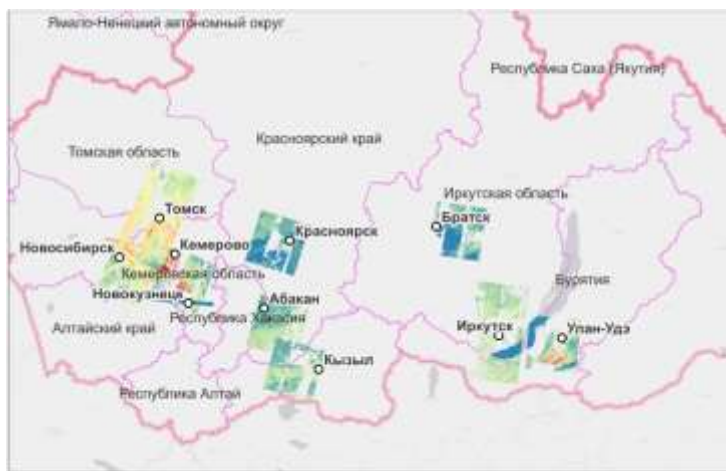 Ямало-Ненецкий автономный округ
Республика Саха (Якутия)
Красноярский край
Томская область
Иркутская область
Томск
Братск
Красноярск
Новосибирск
Кемерово
Кемеровская область
Бурятия
Новокузнецк
Абакан
Республика Хакасия
Алтайский край
Иркутск
Улан-Удэ
Кызыл
Республика Алтай